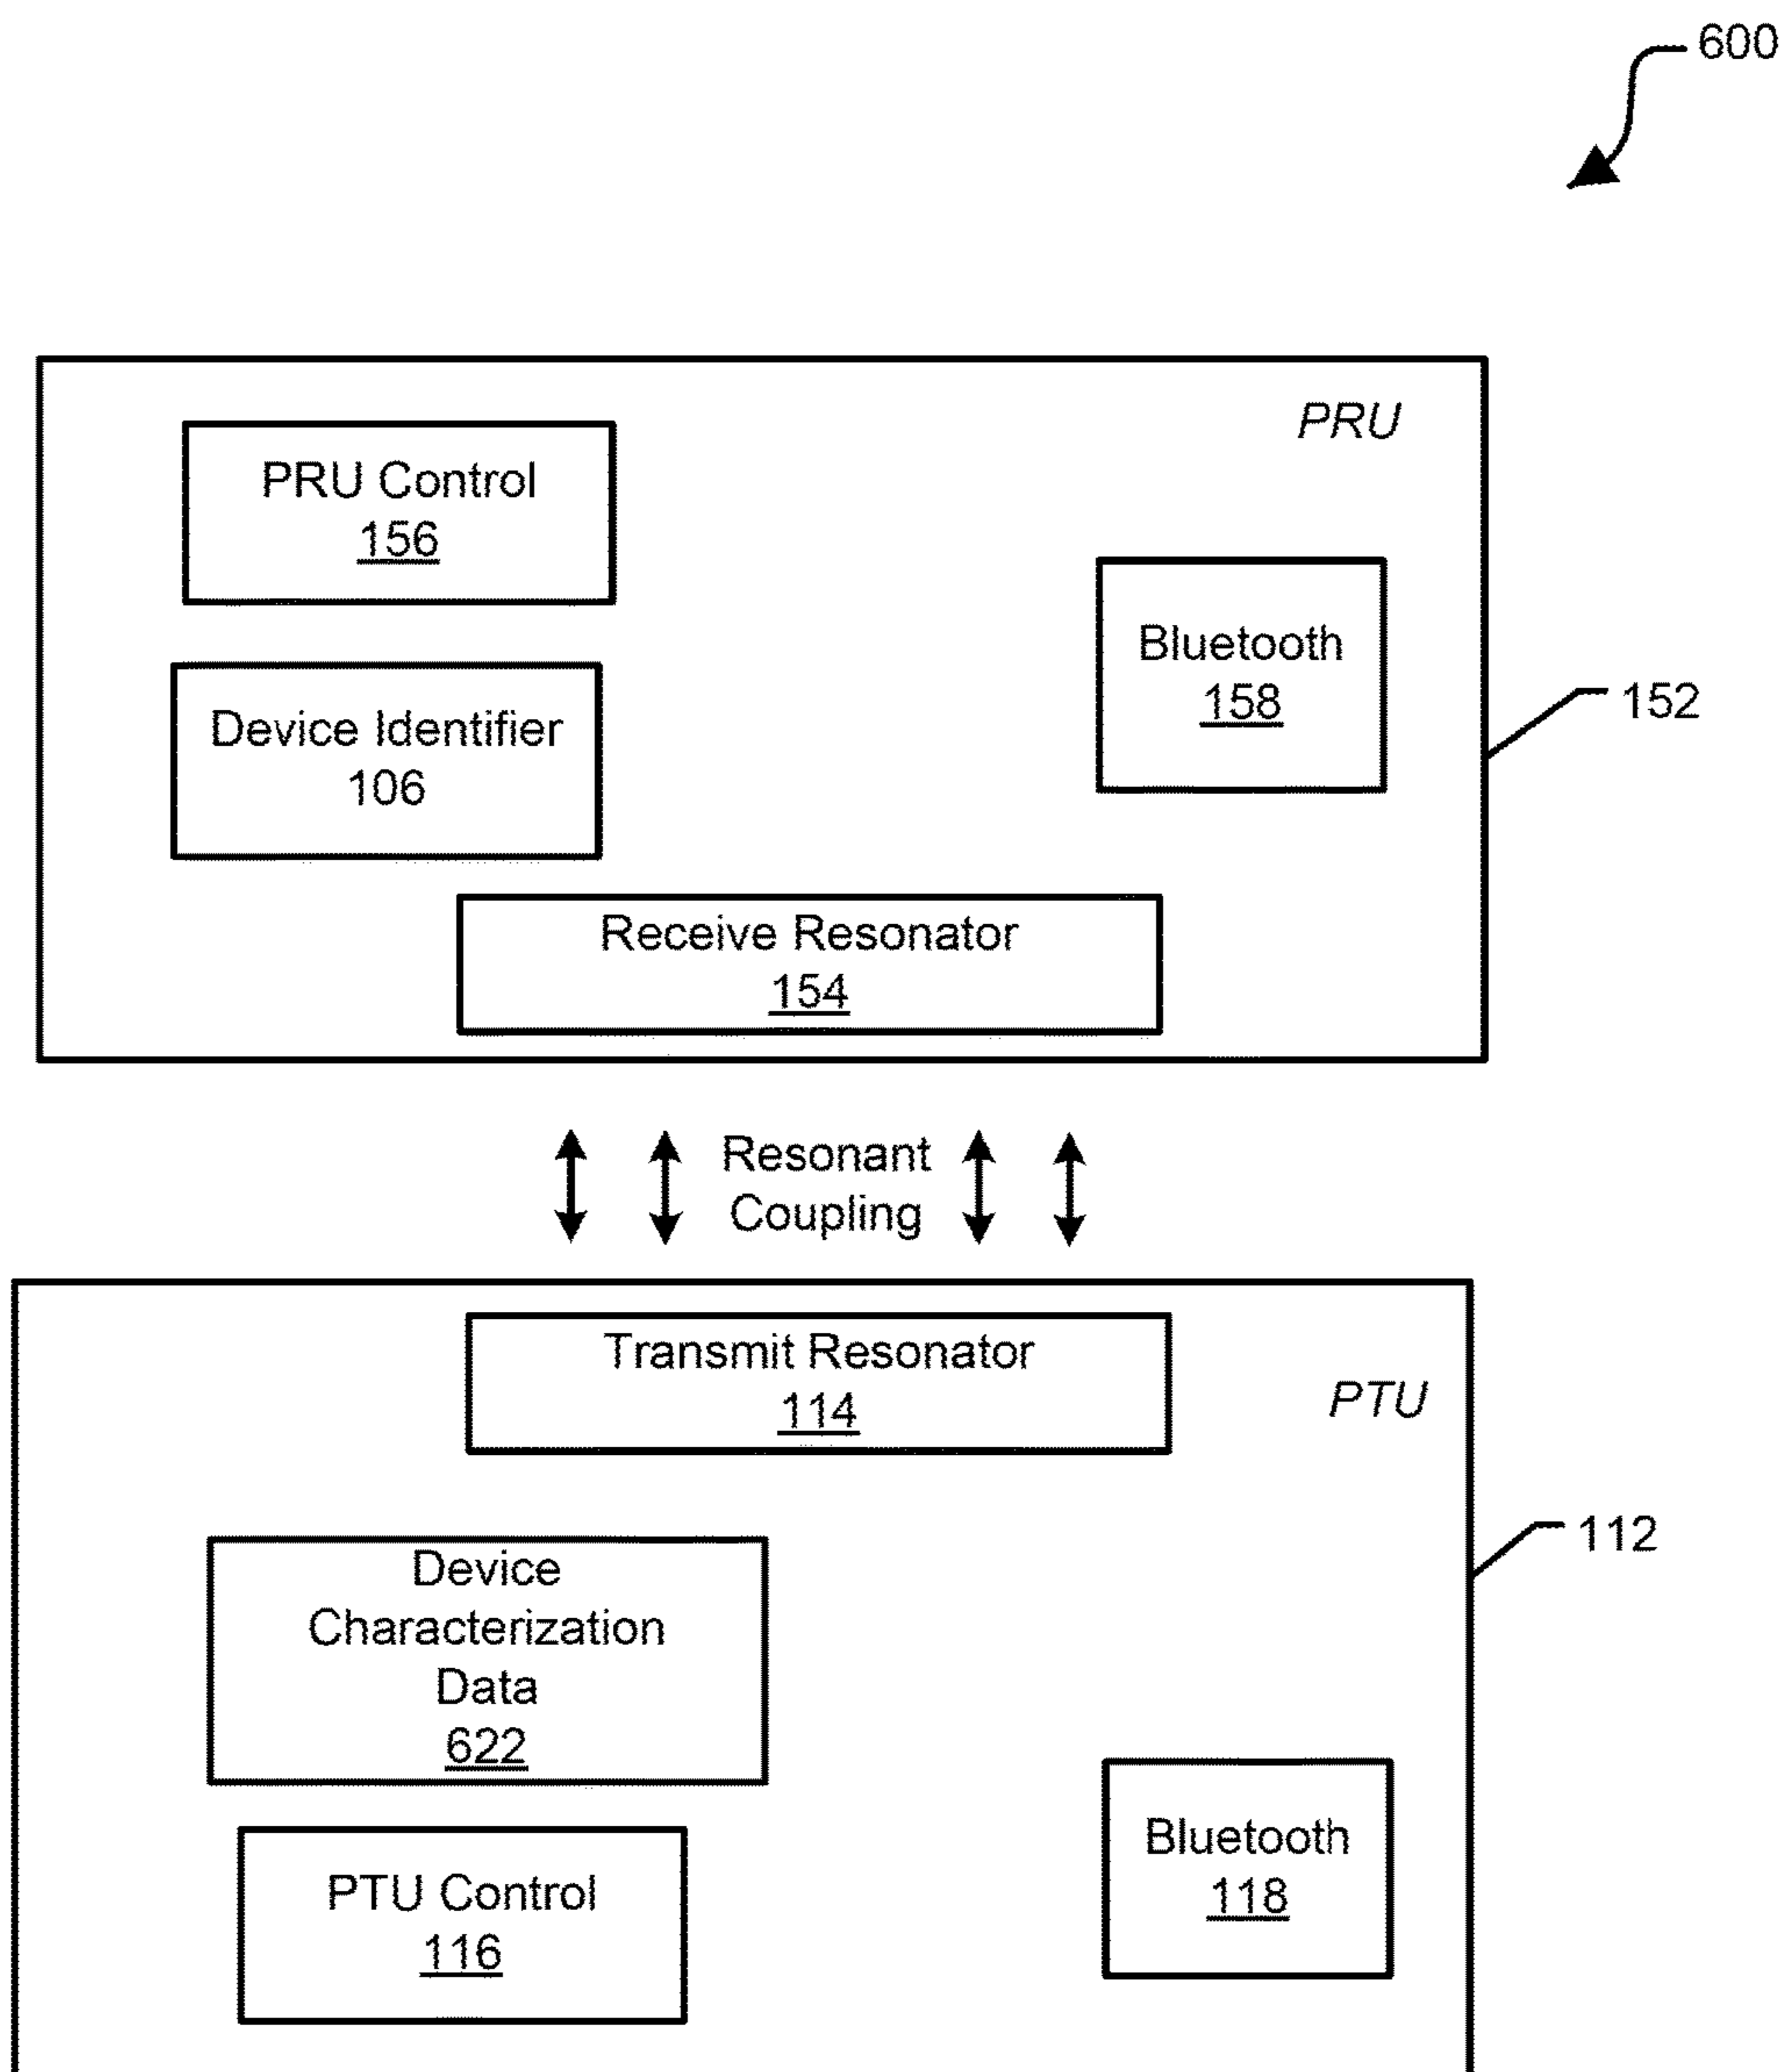 600
PRU
PRU Control
156
Bluetooth
158
152
Device Identifier
106
Receive Resonator
154
Resonant
Coupling
Transmit Resonator
114
PTU
112
Device
Characterization
Data
622
Bluetooth
118
PTU Control
116